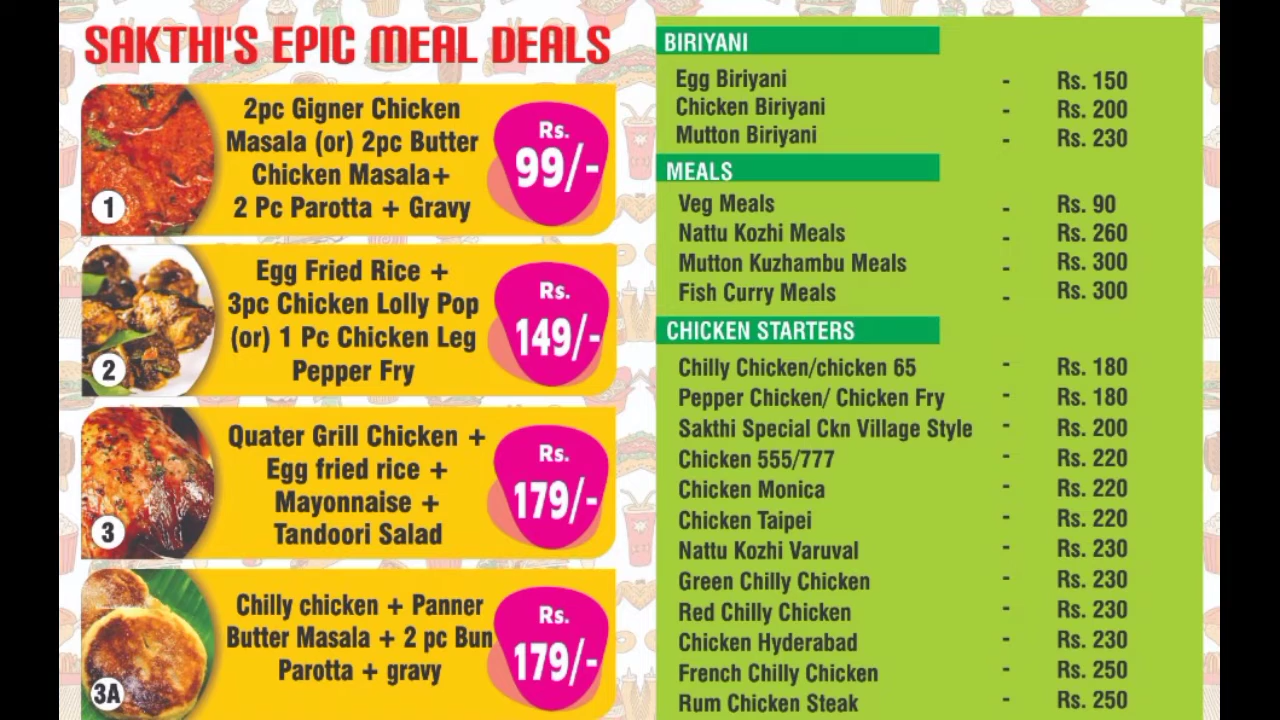 SAKTHI'S EPIC MEAL DEALS
2pc Gigner Chicken
Masala (or) 2pc Butter
Chicken Masala+
2 Pc Parotta + Gravy
Rs.
99/-
1
Egg Fried Rice +
3pc Chicken Lolly Pop
(or) 1 Pc Chicken Leg
Pepper Fry
Rs.
149/-
2
Quater Grill Chicken +
Egg fried rice +
Mayonnaise +
Tandoori Salad
Rs.
179/-
3
Chilly chicken + Panner
Butter Masala + 2 pc Bun
Parotta + gravy
Rs.
179/-
3A
BIRIYANI
Egg Biriyani - Rs. 150
Chicken Biriyani - Rs. 200
Mutton Biriyani - Rs. 230
MEALS
Veg Meals - Rs. 90
Nattu Kozhi Meals - Rs. 260
Mutton Kuzhambu Meals - Rs. 300
Fish Curry Meals - Rs. 300
CHICKEN STARTERS
Chilly Chicken/chicken 65 - Rs. 180
Pepper Chicken/ Chicken Fry - Rs. 180
Sakthi Special Ckn Village Style - Rs. 200
Chicken 555/777 - Rs. 220
Chicken Monica - Rs. 220
Chicken Taipei - Rs. 220
Nattu Kozhi Varuval - Rs. 230
Green Chilly Chicken - Rs. 230
Red Chilly Chicken - Rs. 230
Chicken Hyderabad - Rs. 230
French Chilly Chicken - Rs. 250
Rum Chicken Steak - Rs. 250